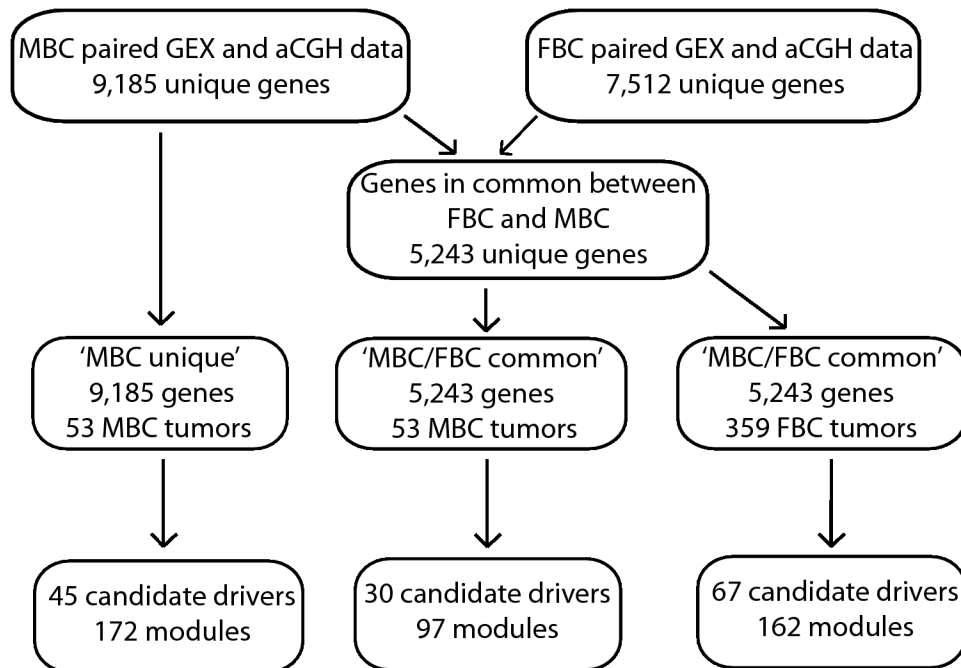 MBC paired GEX and aCGH data
9,185 unique genes
FBC paired GEX and aCGH data
7,512 unique genes
Genes in common between
FBC and MBC
5,243 unique genes
‘MBC unique’
9,185 genes
53 MBC tumors
‘MBC/FBC common’
5,243 genes
53 MBC tumors
‘MBC/FBC common’
5,243 genes
359 FBC tumors
45 candidate drivers
172 modules
30 candidate drivers
97 modules
67 candidate drivers
162 modules